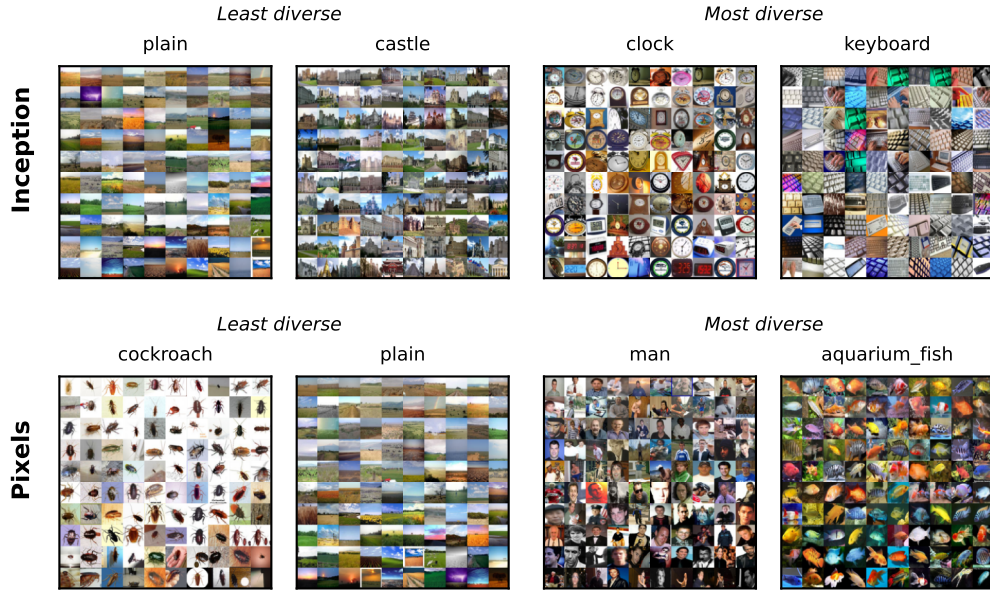 Least diverse
Most diverse
plain
castle
clock
keyboard
Inception
Least diverse
Most diverse
cockroach
plain
man
aquarium_fish
Pixels